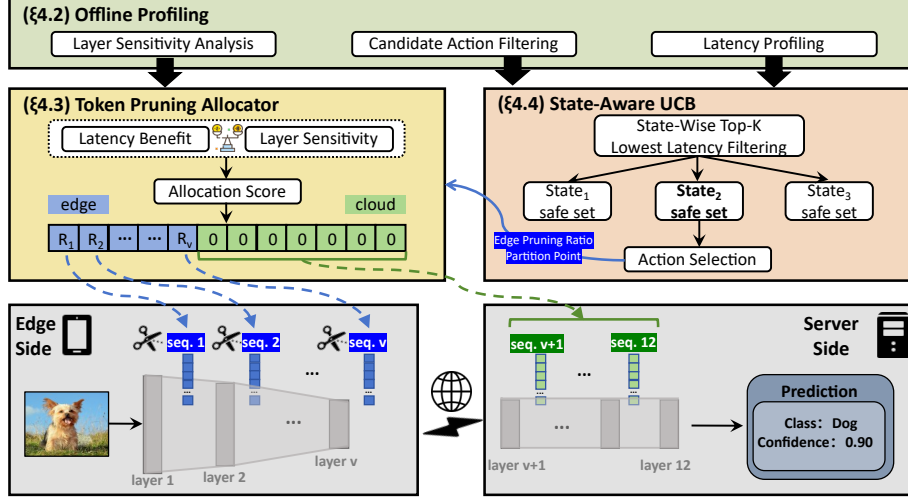 (ξ4.2) Offline Profiling
Layer Sensitivity Analysis
Candidate Action Filtering
Latency Profiling
(ξ4.3) Token Pruning Allocator
Latency Benefit
Layer Sensitivity
Allocation Score
edge
cloud
R1 R2 ... ... Rv 0 0 0 0 0 0 0
(ξ4.4) State-Aware UCB
State-Wise Top-K
Lowest Latency Filtering
State1
safe set
State2
safe set
State3
safe set
Action Selection
Edge Pruning Ratio
Partition Point
Edge
Side
seq. 1
seq. 2
seq. v
...
...
layer 1
layer 2
layer v
seq. v+1
seq. 12
...
...
layer v+1
layer 12
Server
Side
Prediction
Class: Dog
Confidence: 0.90